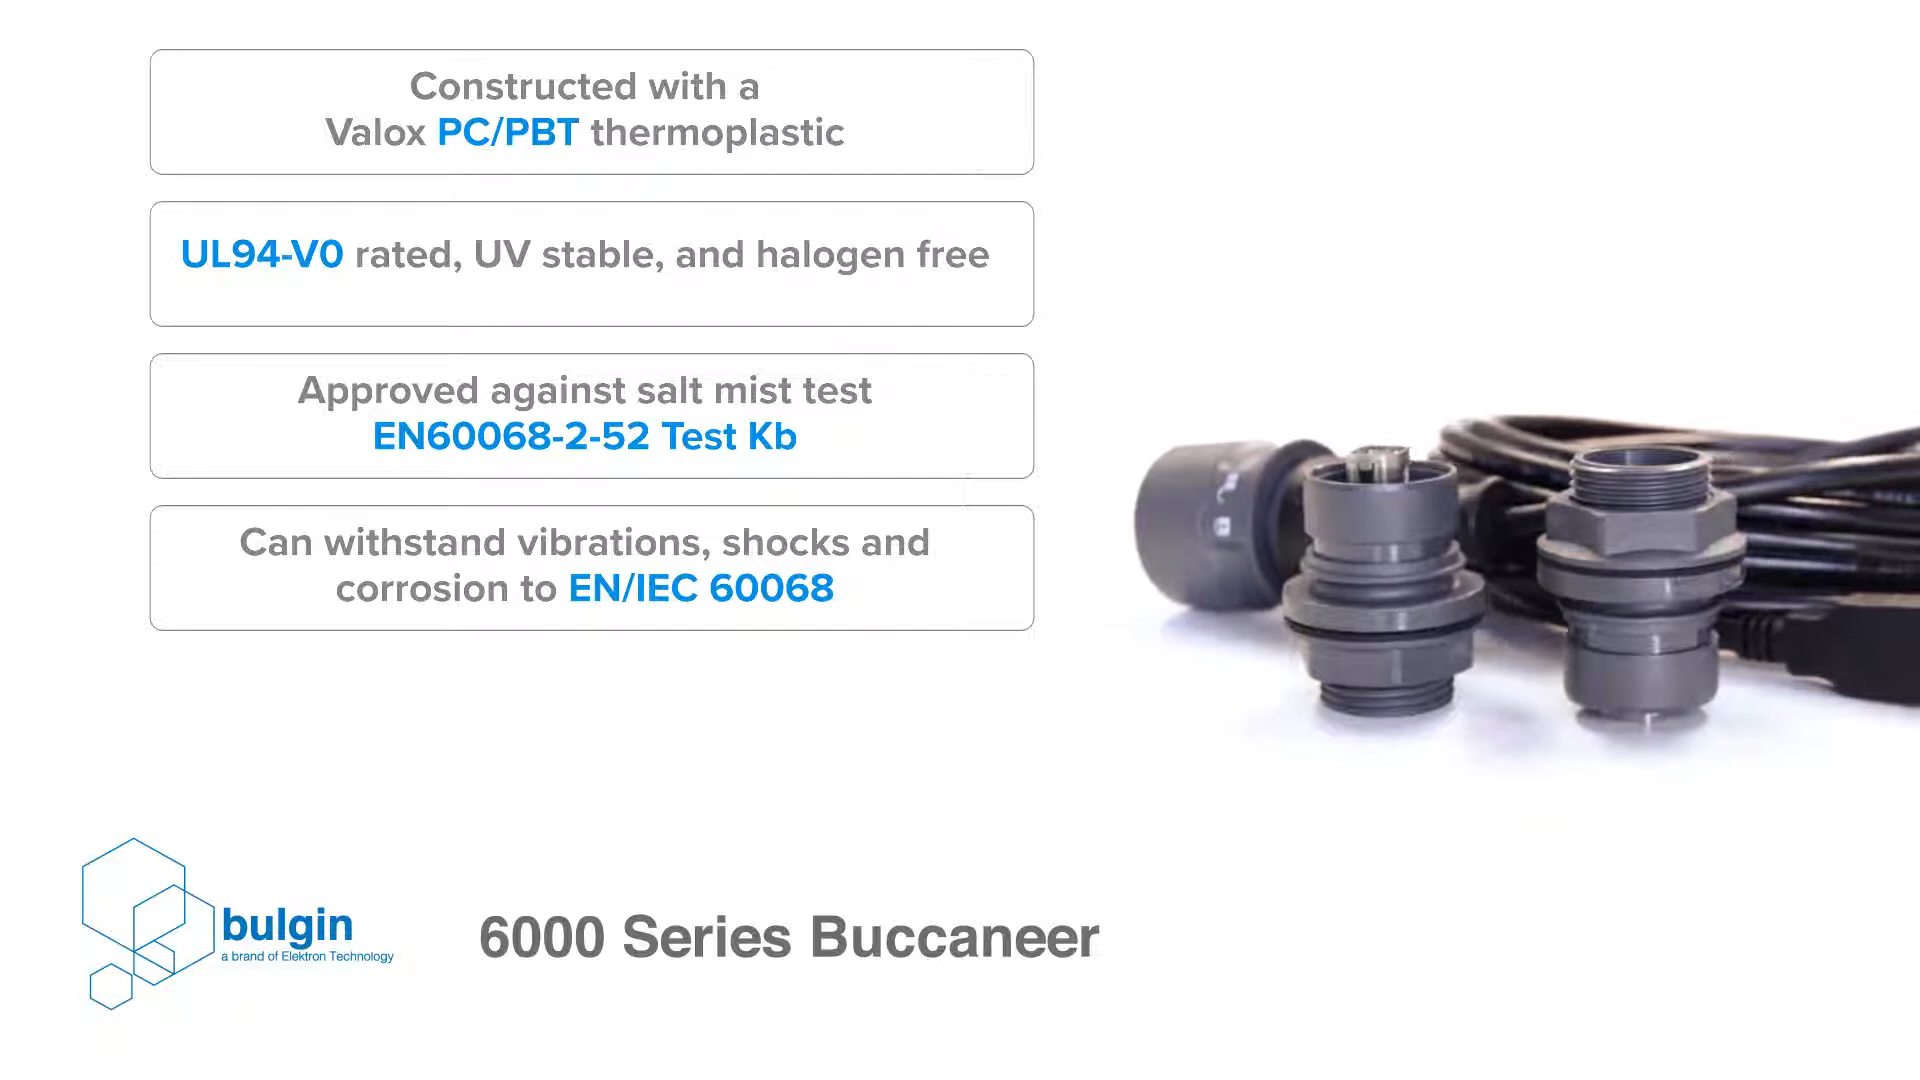 Constructed with a
Valox PC/PBT thermoplastic
UL94-V0 rated, UV stable, and halogen free
Approved against salt mist test
EN60068-2-52 Test Kb
Can withstand vibrations, shocks and
corrosion to EN/IEC 60068
bulgin
a brand of Elektron Technology
6000 Series Buccaneer